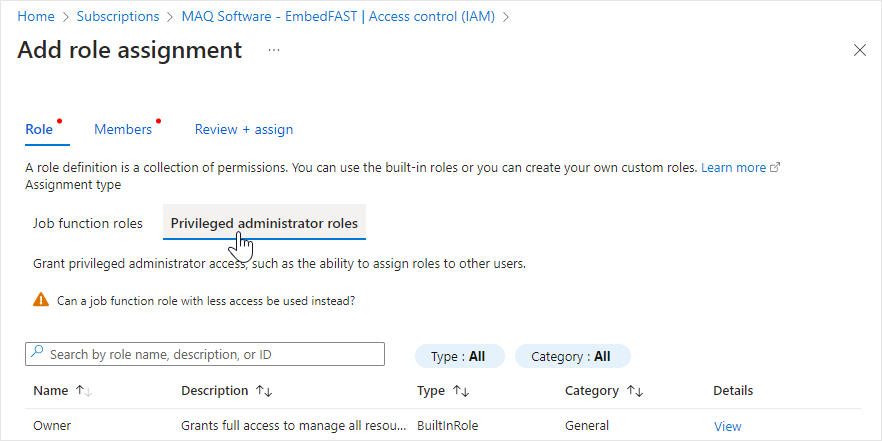 Home > Subscriptions > MAQ Software - EmbedFAST | Access control (IAM) >
Add role assignment ...
Role Members Review + assign
A role definition is a collection of permissions. You can use the built-in roles or you can create your own custom roles. Learn more
Assignment type
Job function roles Privileged administrator roles
Grant privileged administrator access, such as the ability to assign roles to other users.
Can a job function role with less access be used instead?
Search by role name, description, or ID Type : All Category : All
Name ↑↓ Description ↑↓ Type ↑↓ Category ↑↓ Details
Owner Grants full access to manage all resou... BuiltInRole General View